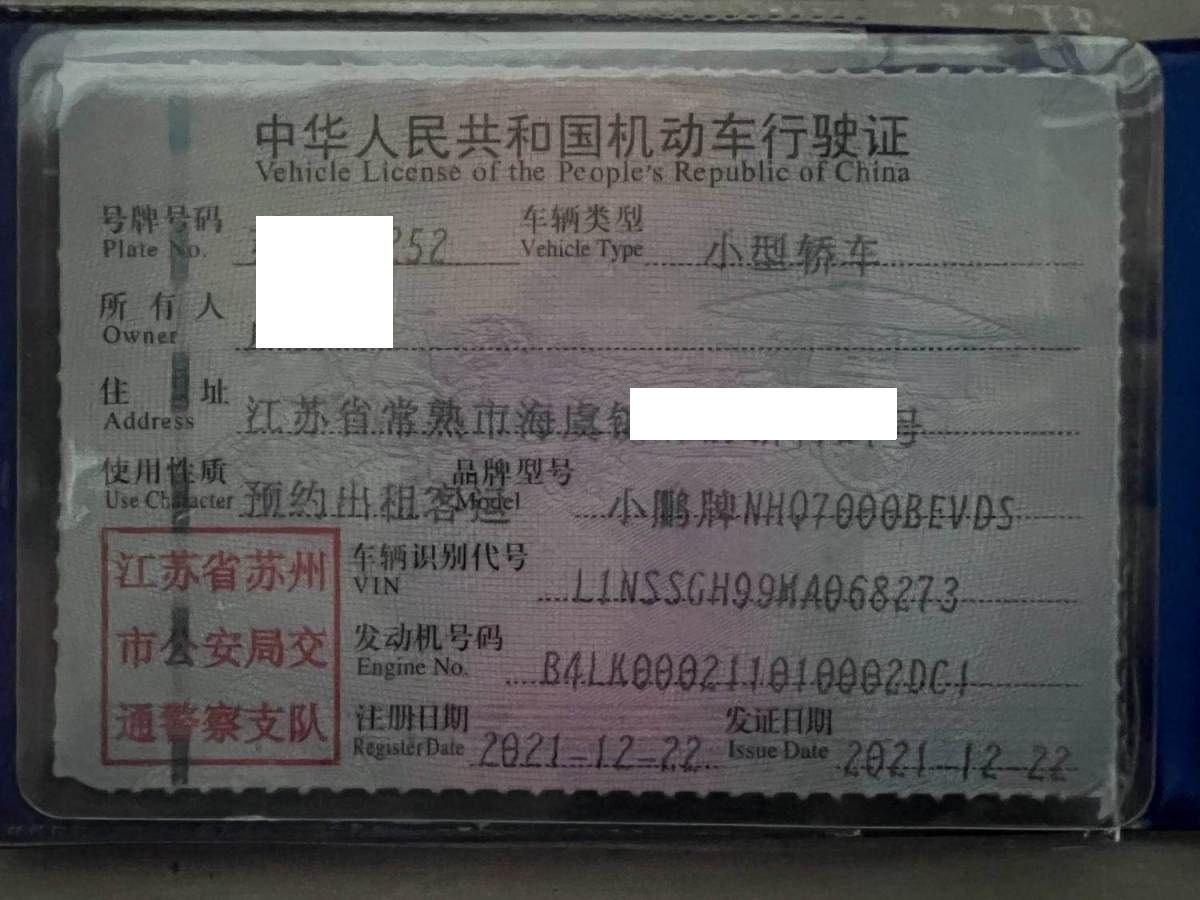 中华人民共和国机动车行驶证
Vehicle License of the People's Republic of China
号牌号码 252 车辆类型 小型轿车
Plate No. Vehicle Type
所有人
Owner
住址 江苏省常熟市海虞镇 号
Address
使用性质 预约出租客运 品牌型号 小鹏牌NHQ7000BEVDS
Use Character Model
江苏省苏州
市公安局交
通警察支队
车辆识别代号 L1NSSGH99MA068273
VIN
发动机号码 B4LK000211010002DC1
Engine No.
注册日期 2021-12-22 发证日期 2021-12-22
Register Date Issue Date